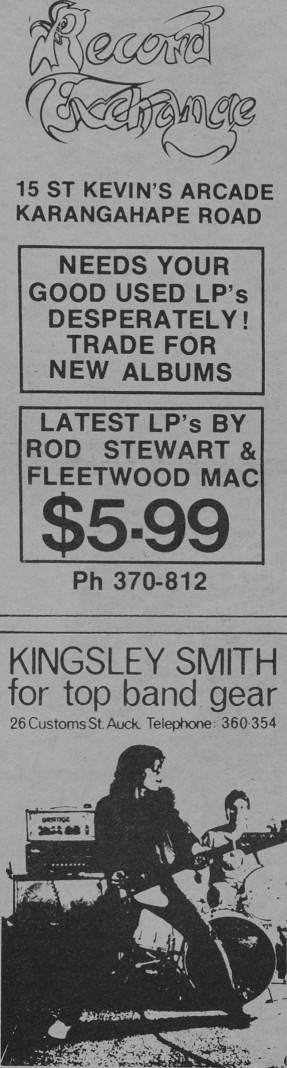 Record
Exchange
15 ST KEVIN'S ARCADE
KARANGAHAPE ROAD
NEEDS YOUR
GOOD USED LP's
DESPERATELY!
TRADE FOR
NEW ALBUMS
LATEST LP's BY
ROD STEWART &
FLEETWOOD MAC
$5·99
Ph 370-812
KINGSLEY SMITH
for top band gear
26 Customs St. Auck. Telephone: 360·354